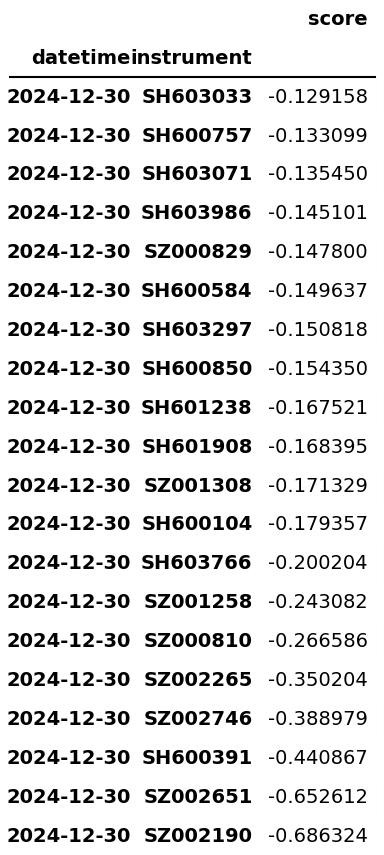 score
datetime instrument
2024-12-30 SH603033 -0.129158
2024-12-30 SH600757 -0.133099
2024-12-30 SH603071 -0.135450
2024-12-30 SH603986 -0.145101
2024-12-30 SZ000829 -0.147800
2024-12-30 SH600584 -0.149637
2024-12-30 SH603297 -0.150818
2024-12-30 SH600850 -0.154350
2024-12-30 SH601238 -0.167521
2024-12-30 SH601908 -0.168395
2024-12-30 SZ001308 -0.171329
2024-12-30 SH600104 -0.179357
2024-12-30 SH603766 -0.200204
2024-12-30 SZ001258 -0.243082
2024-12-30 SZ000810 -0.266586
2024-12-30 SZ002265 -0.350204
2024-12-30 SZ002746 -0.388979
2024-12-30 SH600391 -0.440867
2024-12-30 SZ002651 -0.652612
2024-12-30 SZ002190 -0.686324